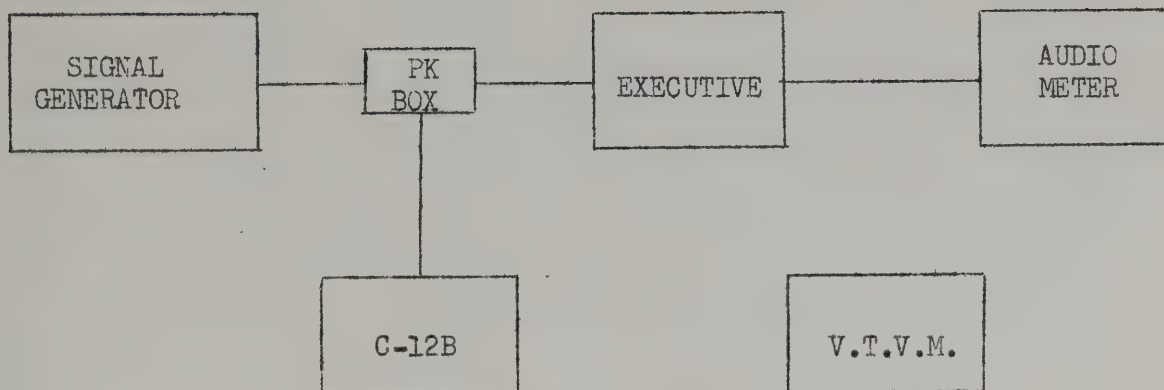 SIGNAL
GENERATOR
PK
BOX
EXECUTIVE
AUDIO
METER
C-12B
V.T.V.M.